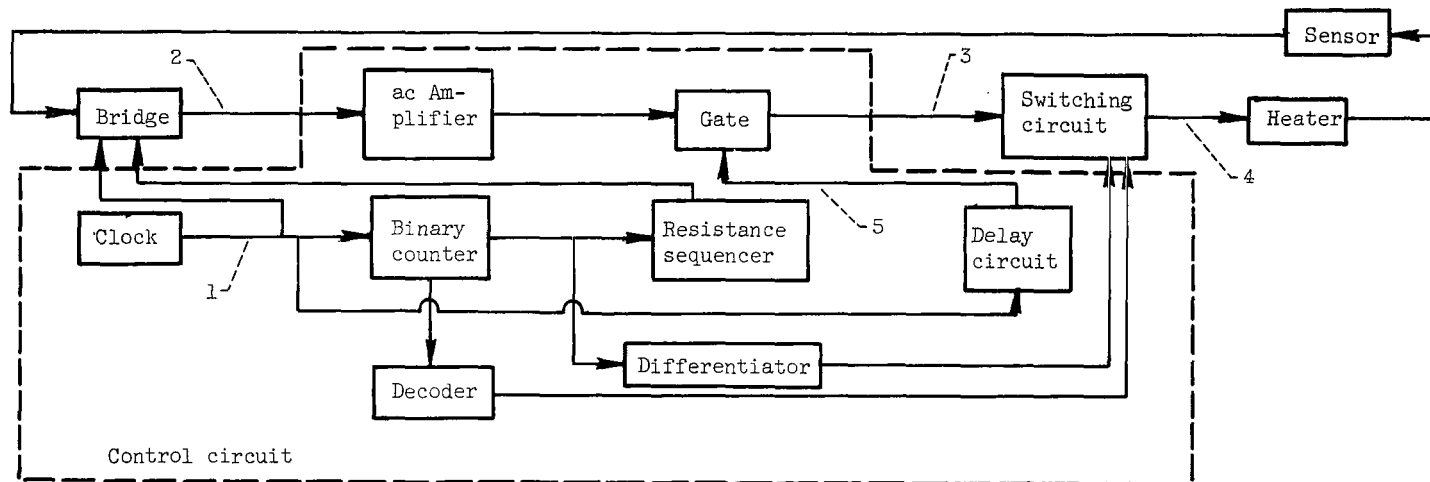 Sensor
2
3
ac Am-
plifier
Switching
circuit
Bridge
Gate
Heater
4
5
Clock
Binary
counter
Resistance
sequencer
Delay
circuit
1
Differentiator
Decoder
Control circuit